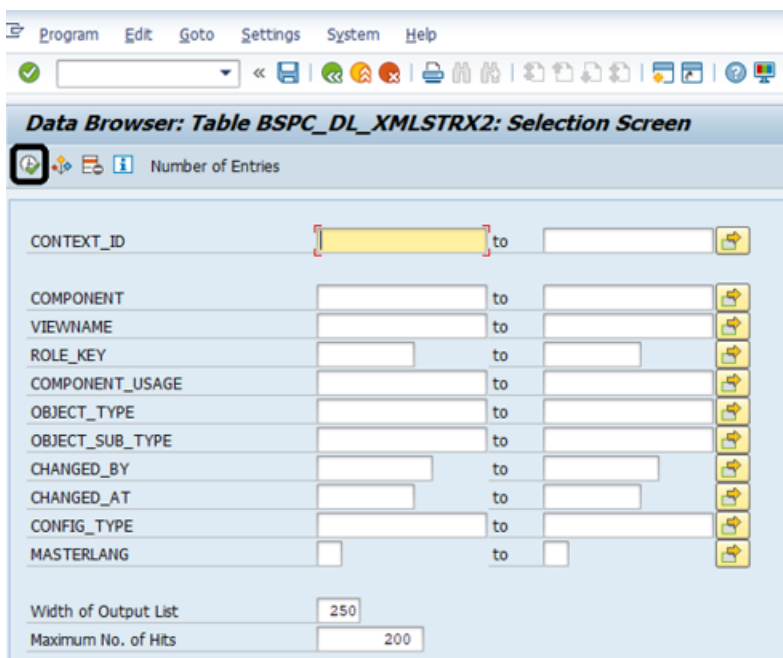 Program Edit Goto Settings System Help
Data Browser: Table BSPC_DL_XMLSTRX2: Selection Screen
Number of Entries
CONTEXT_ID to
COMPONENT to
VIEWNAME to
ROLE_KEY to
COMPONENT_USAGE to
OBJECT_TYPE to
OBJECT_SUB_TYPE to
CHANGED_BY to
CHANGED_AT to
CONFIG_TYPE to
MASTERLANG to
Width of Output List 250
Maximum No. of Hits 200